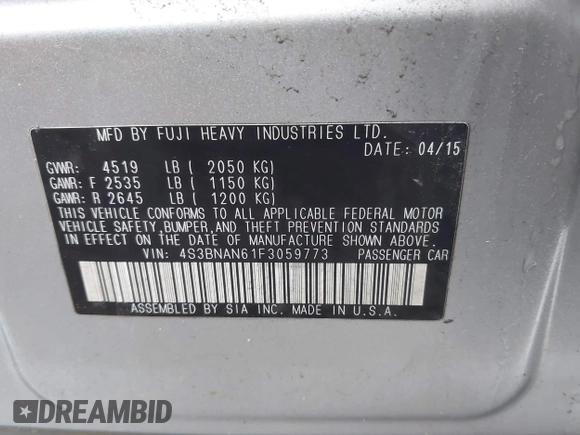 MFD BY FUJI HEAVY INDUSTRIES LTD.
DATE: 04/15
GVWR: 4519 LB ( 2050 KG)
GAWR: F 2535 LB ( 1150 KG)
GAWR: R 2645 LB ( 1200 KG)
THIS VEHICLE CONFORMS TO ALL APPLICABLE FEDERAL MOTOR
VEHICLE SAFETY, BUMPER, AND THEFT PREVENTION STANDARDS
IN EFFECT ON THE DATE OF MANUFACTURE SHOWN ABOVE.
VIN: 4S3BNAN61F3059773 PASSENGER CAR
ASSEMBLED BY SIA INC. MADE IN U.S.A.
DREAMBID